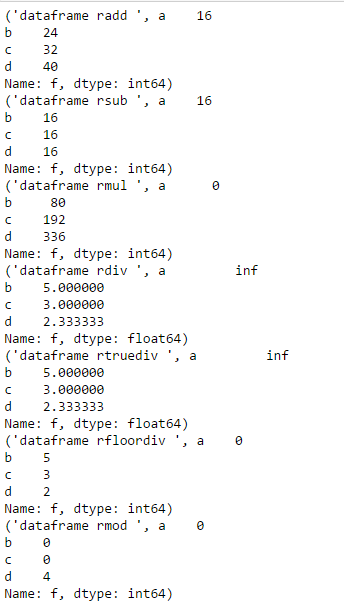 ('dataframe radd ', a    16
b    24
c    32
d    40
Name: f, dtype: int64)
('dataframe rsub ', a    16
b    16
c    16
d    16
Name: f, dtype: int64)
('dataframe rmul ', a      0
b     80
c    192
d    336
Name: f, dtype: int64)
('dataframe rdiv ', a         inf
b    5.000000
c    3.000000
d    2.333333
Name: f, dtype: float64)
('dataframe rtruediv ', a         inf
b    5.000000
c    3.000000
d    2.333333
Name: f, dtype: float64)
('dataframe rfloordiv ', a    0
b    5
c    3
d    2
Name: f, dtype: int64)
('dataframe rmod ', a    0
b    0
c    0
d    4
Name: f, dtype: int64)